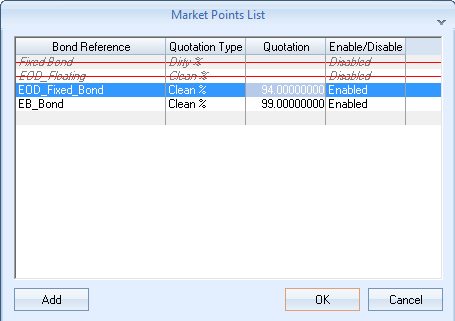 Market Points List
Bond Reference Quotation Type Quotation Enable/Disable
Fixed Bond Dirty % Disabled
EOD_Floating Clean % Disabled
EOD_Fixed_Bond Clean % 94.00000000 Enabled
EB_Bond Clean % 99.00000000 Enabled
Add OK Cancel